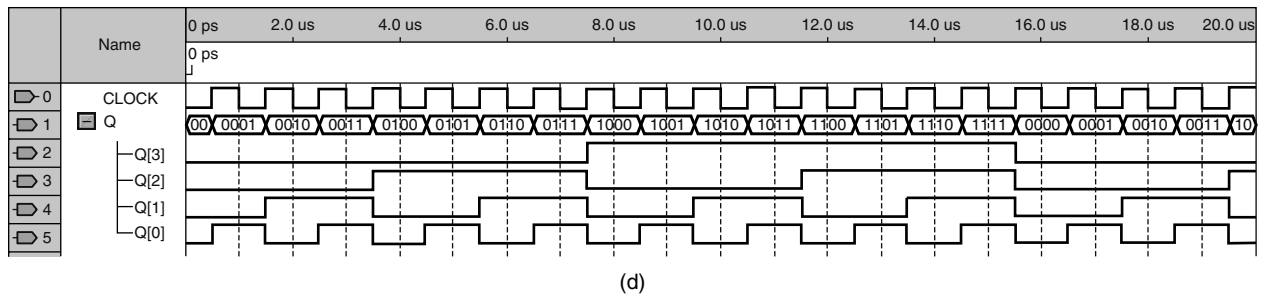 Name
0 ps 2.0 us 4.0 us 6.0 us 8.0 us 10.0 us 12.0 us 14.0 us 16.0 us 18.0 us 20.0 us
0 ps
0 CLOCK
1 Q 00 0001 0010 0011 0100 0101 0110 0111 1000 1001 1010 1011 1100 1101 1110 1111 0000 0001 0010 0011 10
2 Q[3]
3 Q[2]
4 Q[1]
5 Q[0]
(d)